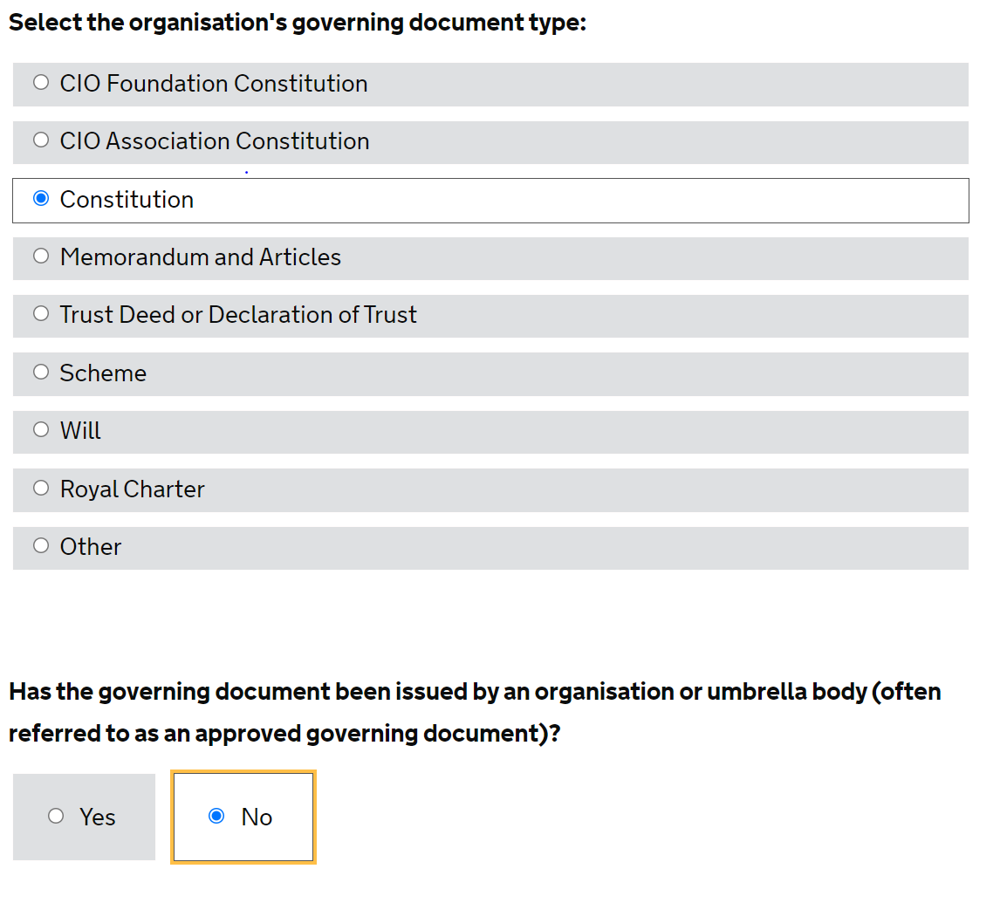 Select the organisation's governing document type:
CIO Foundation Constitution
CIO Association Constitution
Constitution
Memorandum and Articles
Trust Deed or Declaration of Trust
Scheme
Will
Royal Charter
Other
Has the governing document been issued by an organisation or umbrella body (often
referred to as an approved governing document)?
Yes
No